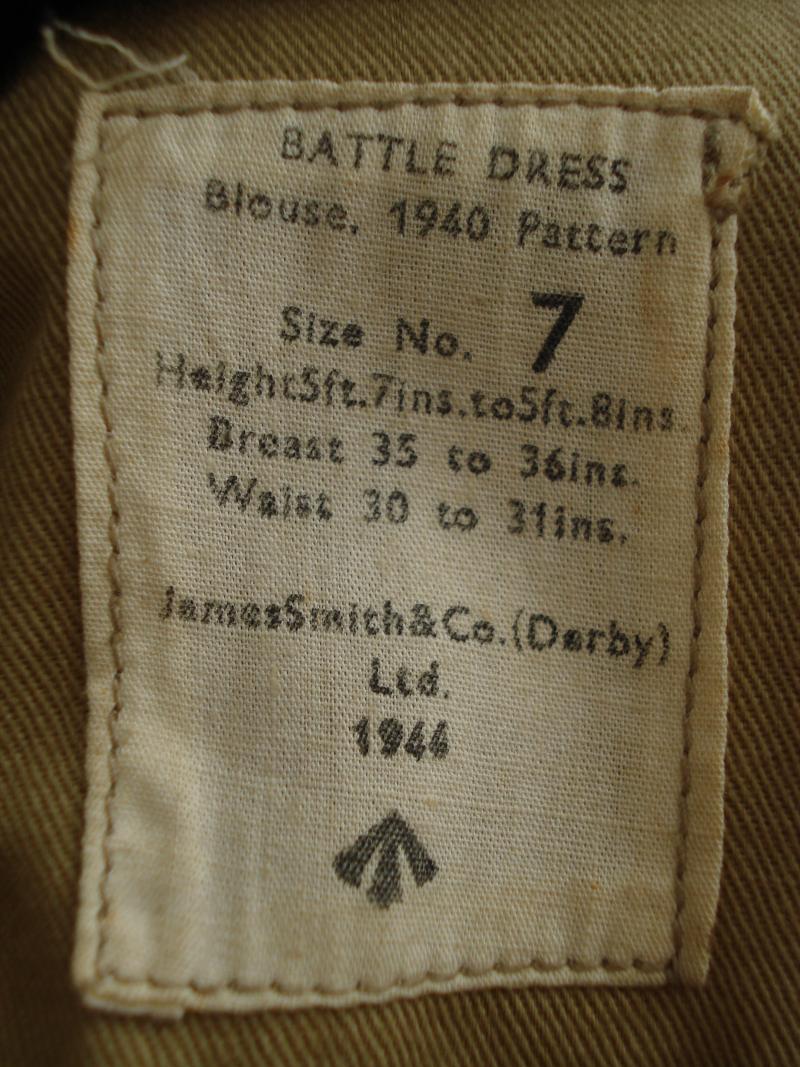 BATTLE DRESS
Blouse, 1940 Pattern
Size No. 7
Height5ft.7ins.to5ft.8ins.
Breast 35 to 36ins.
Waist 30 to 31ins.
JamesSmith&Co.(Derby)
Ltd.
1944